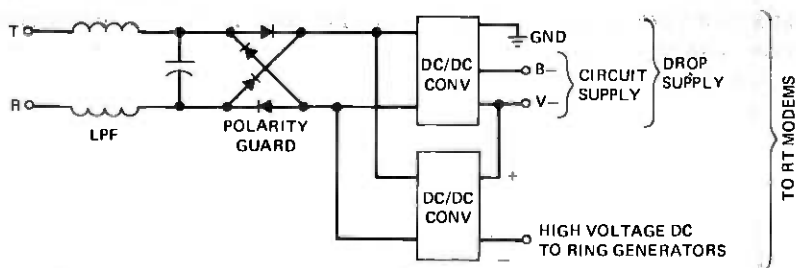 T
R
LPF
POLARITY
GUARD
DC/DC
CONV
GND
B–
V–
CIRCUIT
SUPPLY
DROP
SUPPLY
DC/DC
CONV
+
–
HIGH VOLTAGE DC
TO RING GENERATORS
TO RT MODEMS